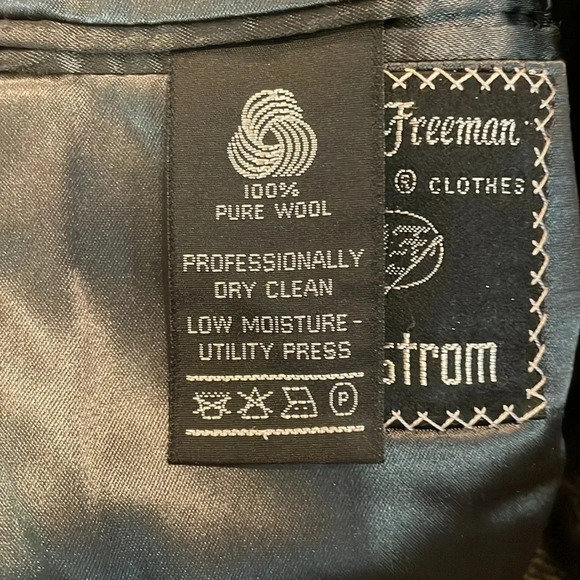 100%
PURE WOOL
PROFESSIONALLY
DRY CLEAN
LOW MOISTURE-
UTILITY PRESS
P
Freeman
® CLOTHES
strom